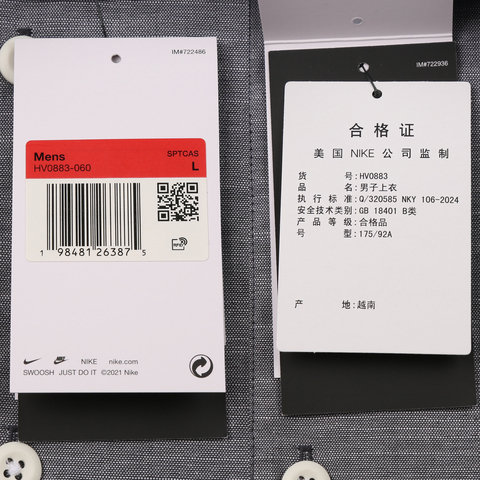 IM#722486
Mens
SPTCAS
HV0883-060
L
1 98481 26387 5
RFID
NIKE nike.com
SWOOSH JUST DO IT ©2021 Nike
IM#722936
合格证
美国 NIKE 公司监制
货 号:HV0883
品 名:男子上衣
执行标准:Q/320585 NKY 106-2024
安全技术类别:GB 18401 B类
产品等级:合格品
号 型:175/92A
产 地:越南